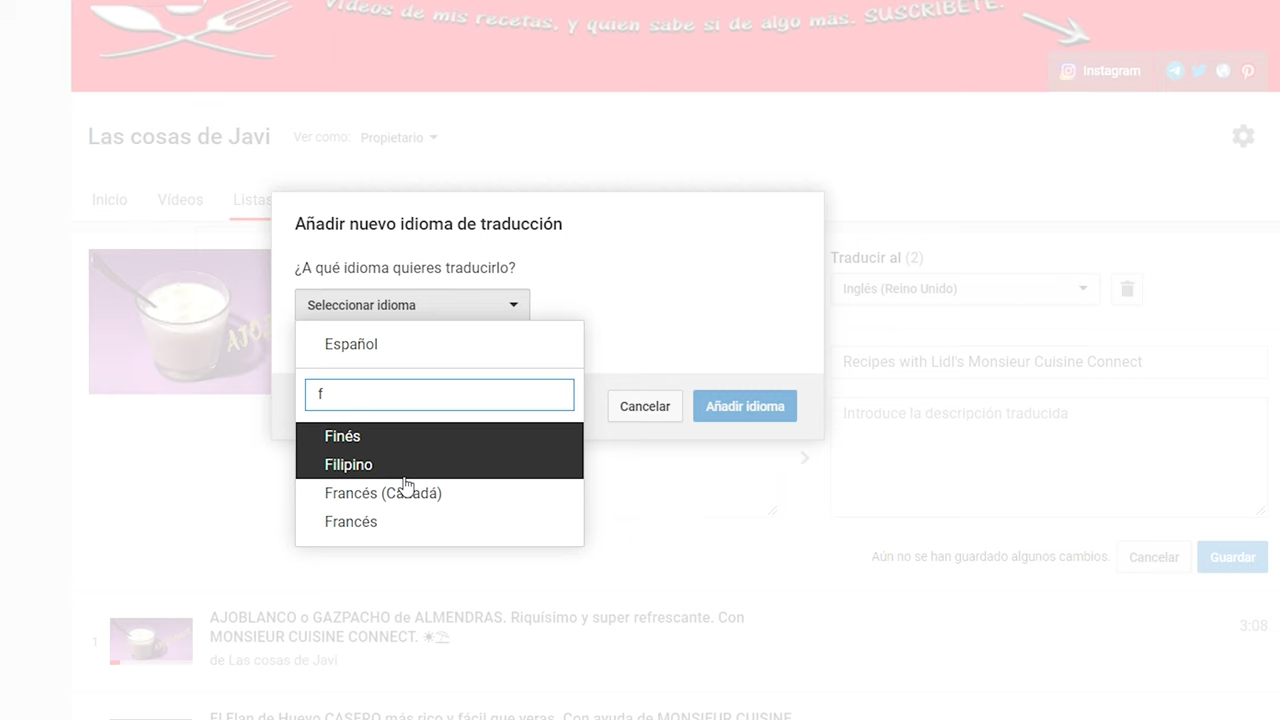 Vídeos de mis recetas, y quien sabe si de algo más. SUSCRÍBETE.
Instagram
Las cosas de Javi Ver como: Propietario
Inicio Vídeos Listas
Añadir nuevo idioma de traducción
¿A qué idioma quieres traducirlo?
Seleccionar idioma
Español
f
Finés
Filipino
Francés (Canadá)
Francés
Cancelar Añadir idioma
Traducir al (2)
Inglés (Reino Unido)
Recipes with Lidl's Monsieur Cuisine Connect
Introduce la descripción traducida
Aún no se han guardado algunos cambios. Cancelar Guardar
1
AJOBLANCO o GAZPACHO de ALMENDRAS. Riquísimo y super refrescante. Con
MONSIEUR CUISINE CONNECT. ☀⛱
de Las cosas de Javi
3:08
El Flan de Huevo CASERO más rico y fácil que veras. Con ayuda de MONSIEUR CUISINE